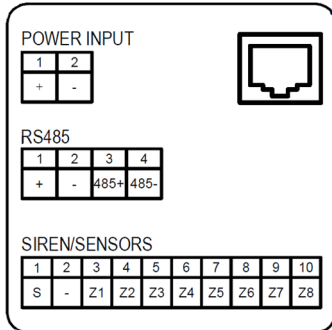 POWER INPUT
1 2
+ -
RS485
1 2 3 4
+ - 485+ 485-
SIREN/SENSORS
1 2 3 4 5 6 7 8 9 10
S - Z1 Z2 Z3 Z4 Z5 Z6 Z7 Z8